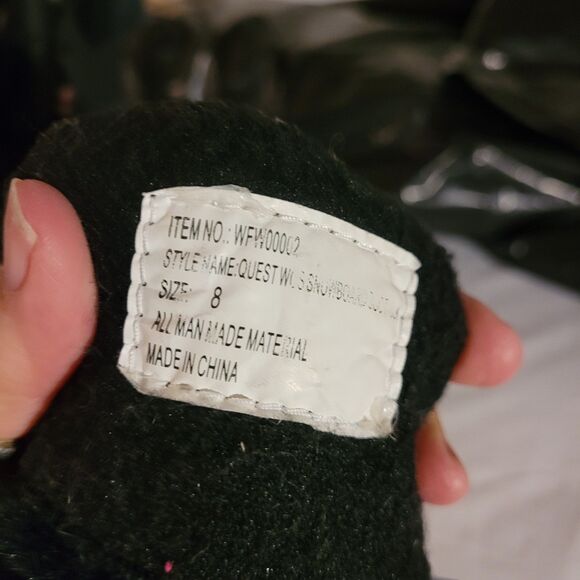 ITEM NO.: WFW00002
STYLE NAME:QUEST
SIZE: 8
ALL MAN MADE MATERIAL
MADE IN CHINA